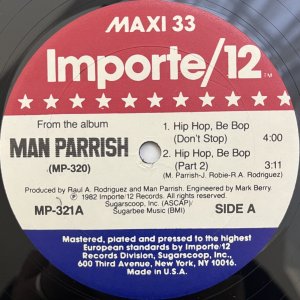 MAXI 33
Importe/12 TM
From the album
MAN PARRISH
(MP-320)
1. Hip Hop, Be Bop
(Don't Stop) 4:00
2. Hip Hop, Be Bop
(Part 2) 3:11
M. Parrish-J. Robie-R.A. Rodriguez)
Produced by Raul A. Rodriguez and Man Parrish. Engineered by Mark Berry.
℗ 1982 Importe/12 Records. All Rights Reserved.
Sugarscoop, Inc. (ASCAP)/
Sugarbee Music (BMI)
MP-321A
SIDE A
Mastered, plated and pressed to the highest
European standards by Importe/12
Records Division, Sugarscoop, Inc.,
600 Third Avenue, New York, NY 10016.
Made in U.S.A.